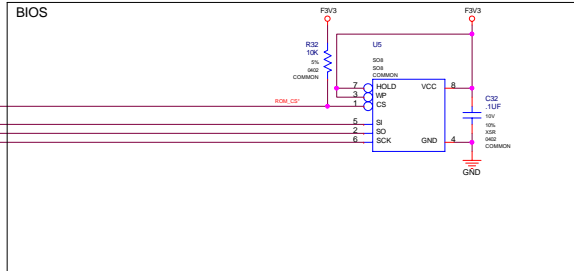 BIOS
F3V3
F3V3
R32
10K
5%
0402
COMMON
U5
SO8
SO8
COMMON
7 HOLD VCC 8
3 WP
ROM_CS* 1 CS
5 SI
2 SO
6 SCK GND 4
C32
.1UF
10V
10%
X5R
0402
COMMON
GND